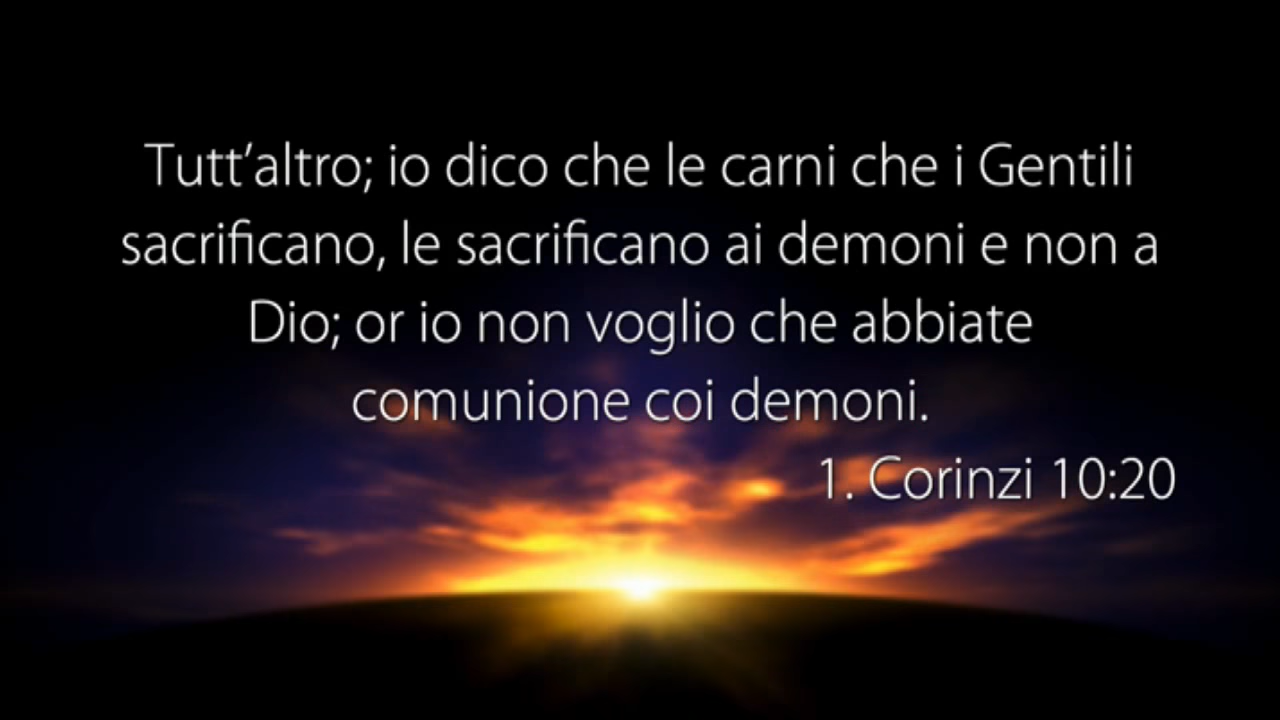 Tutt’altro; io dico che le carni che i Gentili
sacrificano, le sacrificano ai demoni e non a
Dio; or io non voglio che abbiate
comunione coi demoni.
1. Corinzi 10:20